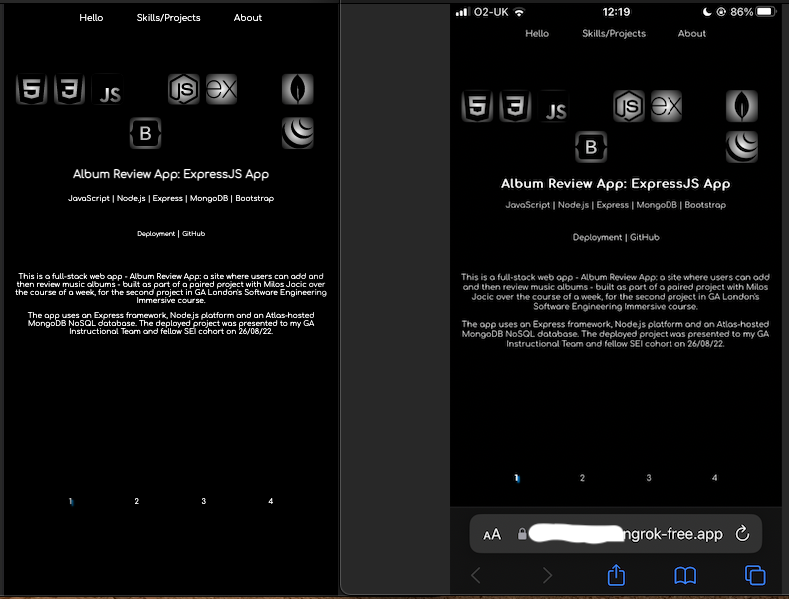 Hello Skills/Projects About
5 3 JS JS ex
B
Album Review App: ExpressJS App
JavaScript | Node.js | Express | MongoDB | Bootstrap
Deployment | GitHub
This is a full-stack web app - Album Review App: a site where users can add and
then review music albums - built as part of a paired project with Milos Jocic over
the course of a week, for the second project in GA London's Software Engineering
Immersive course.
The app uses an Express framework, Node.js platform and an Atlas-hosted
MongoDB NoSQL database. The deployed project was presented to my GA
Instructional Team and fellow SEI cohort on 26/08/22.
1 2 3 4
O2-UK 12:19 86%
Hello Skills/Projects About
5 3 JS JS ex
B
Album Review App: ExpressJS App
JavaScript | Node.js | Express | MongoDB | Bootstrap
Deployment | GitHub
This is a full-stack web app - Album Review App: a site where users can add
and then review music albums - built as part of a paired project with Milos
Jocic over the course of a week, for the second project in GA London's
Software Engineering Immersive course.
The app uses an Express framework, Node.js platform and an Atlas-hosted
MongoDB NoSQL database. The deployed project was presented to my GA
Instructional Team and fellow SEI cohort on 26/08/22.
1 2 3 4
AA ngrok-free.app